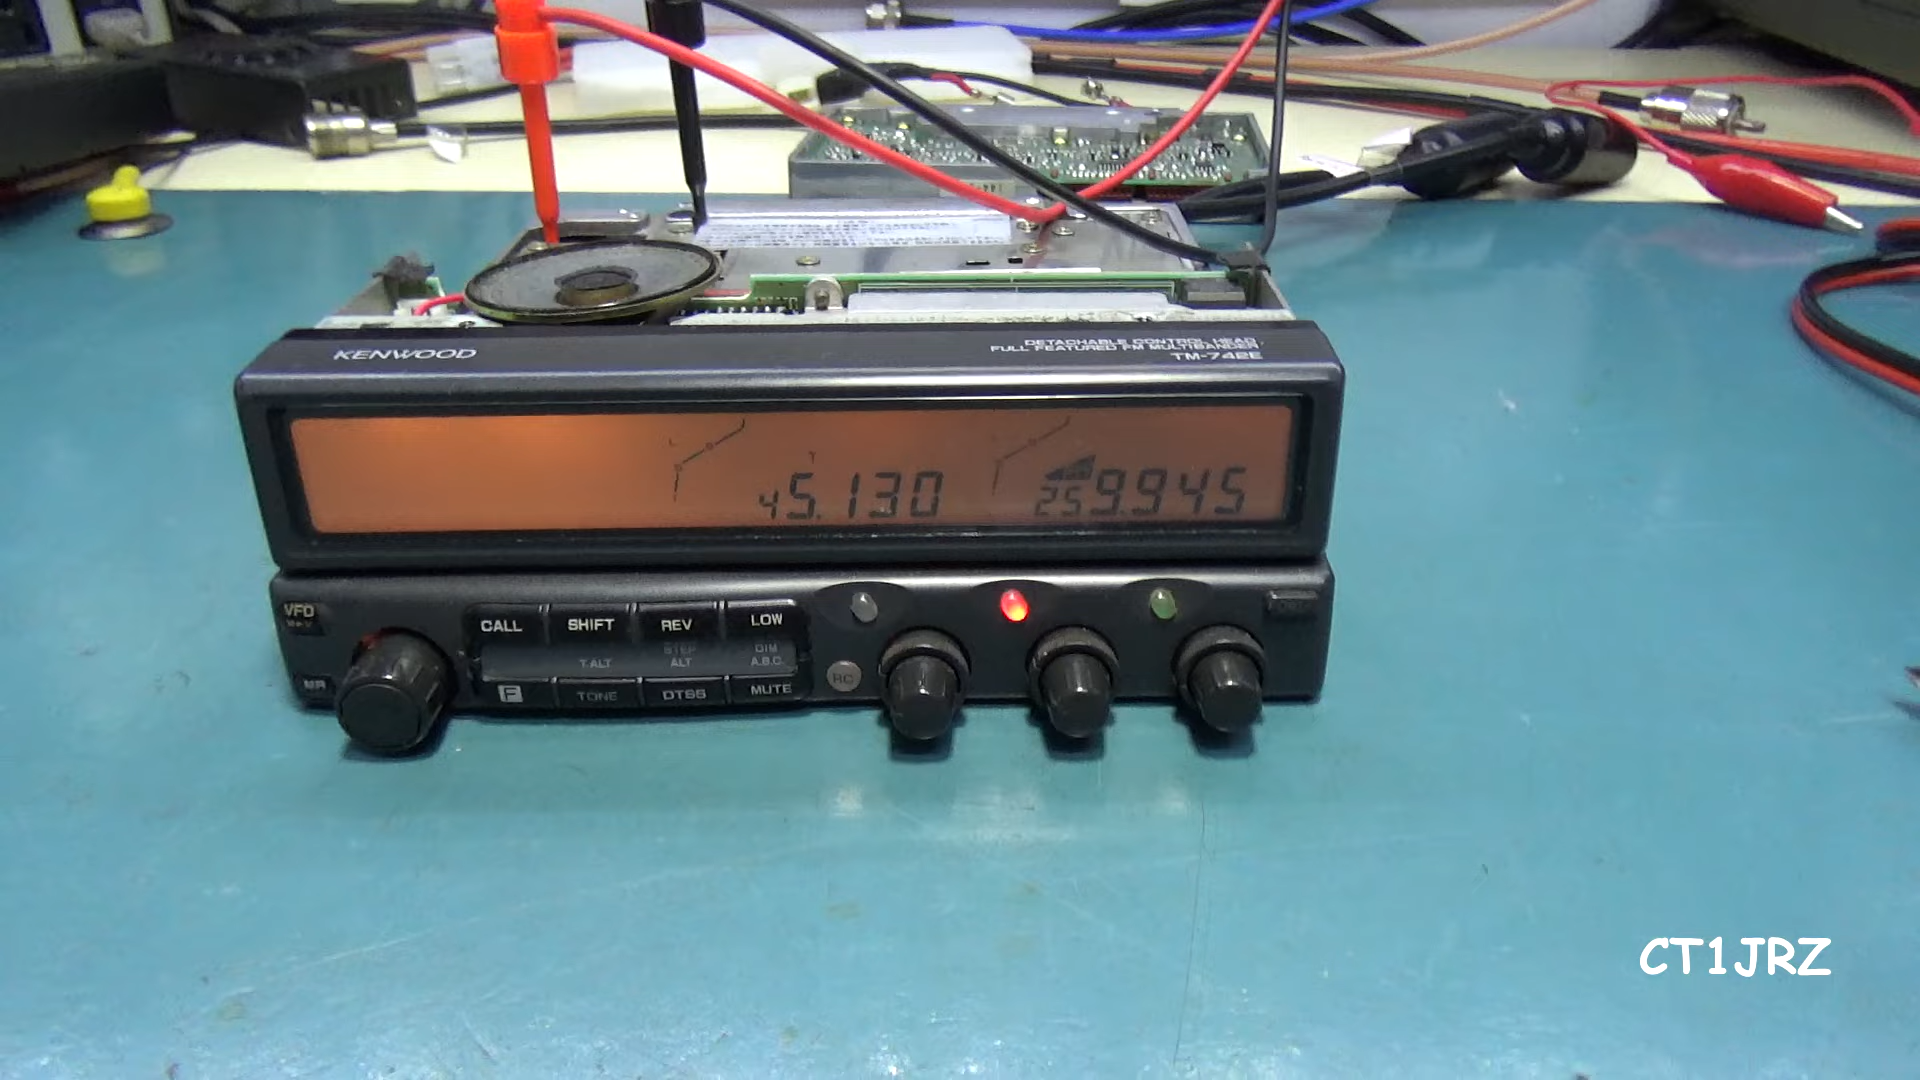 KENWOOD
DETACHABLE CONTROL HEAD
FULL FEATURED FM MULTIBANDER
TM-742E
45.130
259.945
VFO
CALL
SHIFT
REV
LOW
STEP
DIM
T.ALT
ALT
A.B.C.
MR
F
TONE
DTSS
MUTE
RC
CT1JRZ